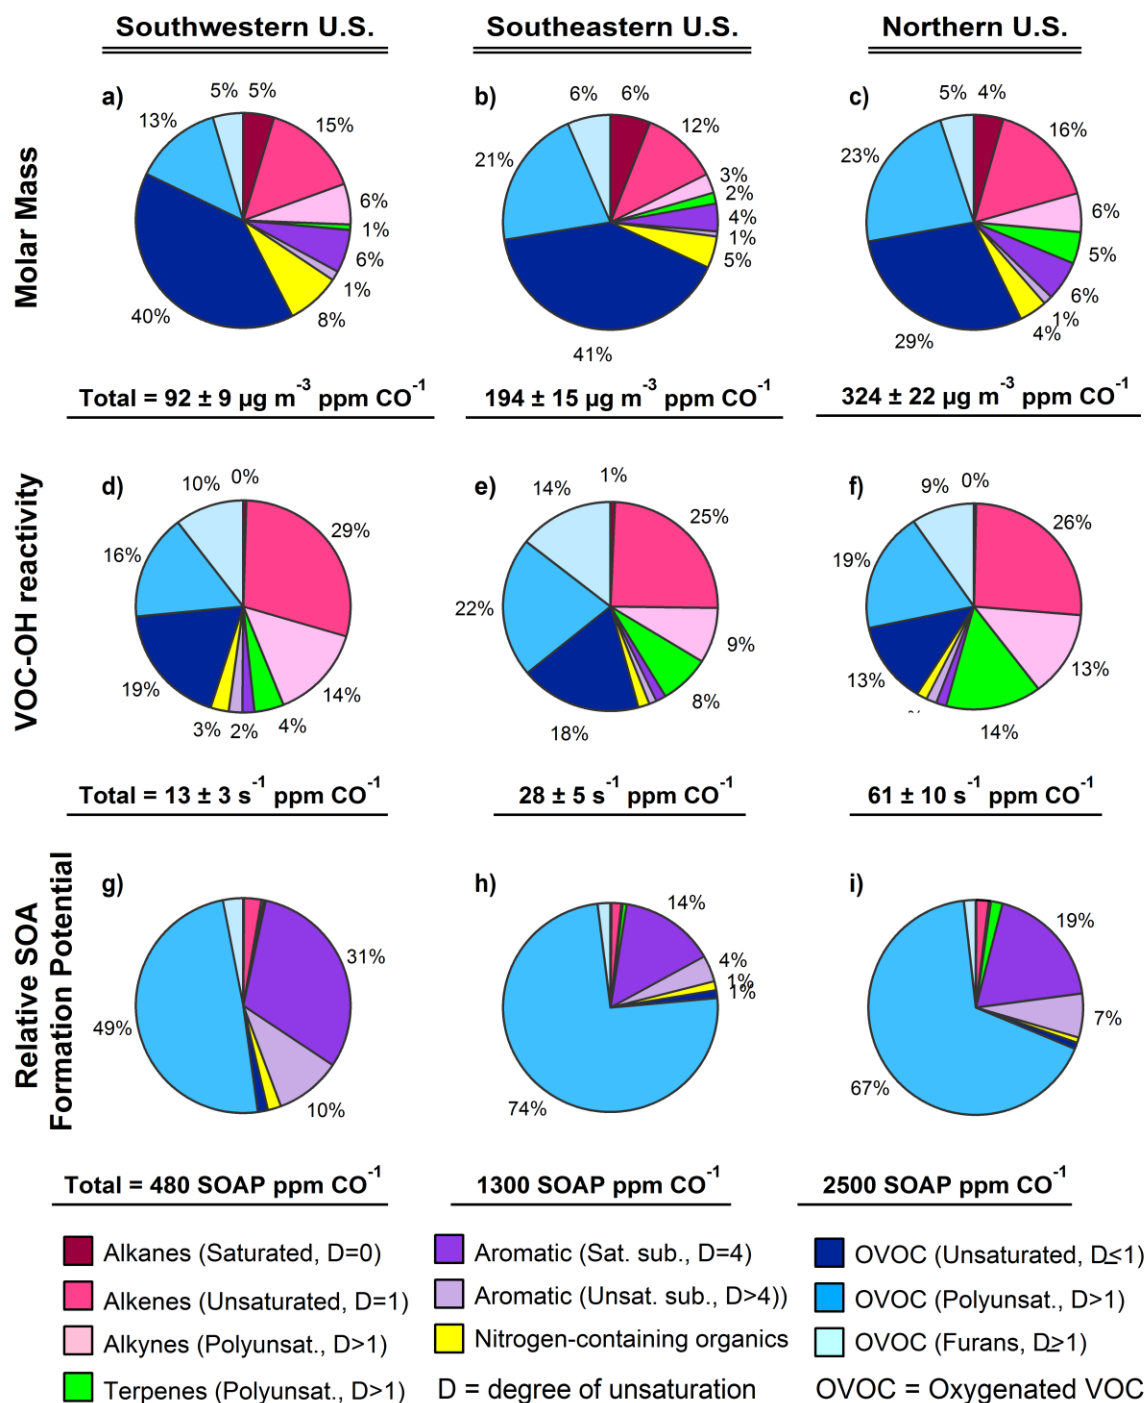 Southwestern U.S.
Southeastern U.S.
Northern U.S.
Molar Mass
a)
5%
5%
15%
6%
1%
6%
1%
8%
40%
13%
b)
6%
6%
12%
3%
2%
4%
1%
5%
41%
21%
c)
5%
4%
16%
6%
5%
6%
1%
4%
29%
23%
Total = 92 ± 9 µg m⁻³ ppm CO⁻¹
194 ± 15 µg m⁻³ ppm CO⁻¹
324 ± 22 µg m⁻³ ppm CO⁻¹
VOC-OH reactivity
d)
10%
0%
29%
14%
4%
2%
3%
19%
16%
e)
14%
1%
25%
9%
8%
18%
22%
f)
9%
0%
26%
13%
14%
13%
19%
Total = 13 ± 3 s⁻¹ ppm CO⁻¹
28 ± 5 s⁻¹ ppm CO⁻¹
61 ± 10 s⁻¹ ppm CO⁻¹
Relative SOA
Formation Potential
g)
31%
10%
49%
h)
14%
4%
1%
1%
74%
i)
19%
7%
67%
Total = 480 SOAP ppm CO⁻¹
1300 SOAP ppm CO⁻¹
2500 SOAP ppm CO⁻¹
Alkanes (Saturated, D=0)
Alkenes (Unsaturated, D=1)
Alkynes (Polyunsat., D>1)
Terpenes (Polyunsat., D>1)
Aromatic (Sat. sub., D=4)
Aromatic (Unsat. sub., D>4))
Nitrogen-containing organics
D = degree of unsaturation
OVOC (Unsaturated, D≤1)
OVOC (Polyunsat., D>1)
OVOC (Furans, D≥1)
OVOC = Oxygenated VOC